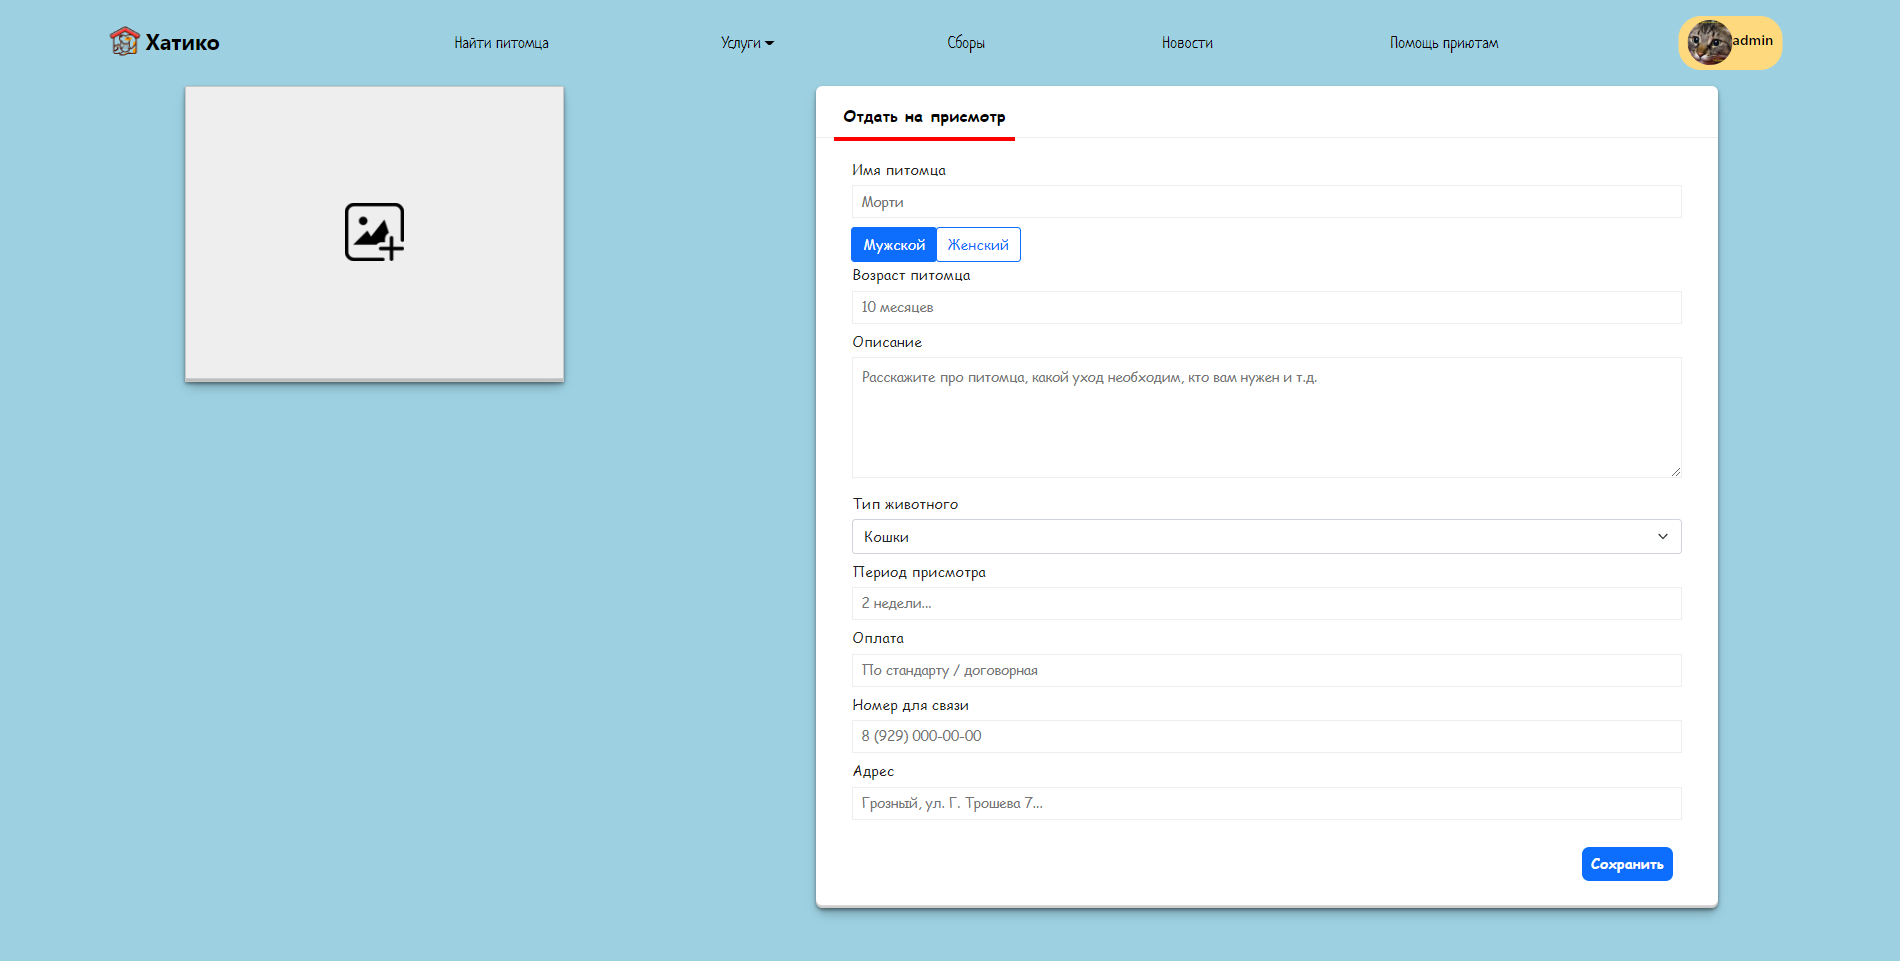 Хатико
Найти питомца
Услуги
Сборы
Новости
Помощь приютам
admin
Отдать на присмотр
Имя питомца
Морти
Мужской
Женский
Возраст питомца
10 месяцев
Описание
Расскажите про питомца, какой уход необходим, кто вам нужен и т.д.
Тип животного
Кошки
Период присмотра
2 недели...
Оплата
По стандарту / договорная
Номер для связи
8 (929) 000-00-00
Адрес
Грозный, ул. Г. Трошева 7...
Сохранить